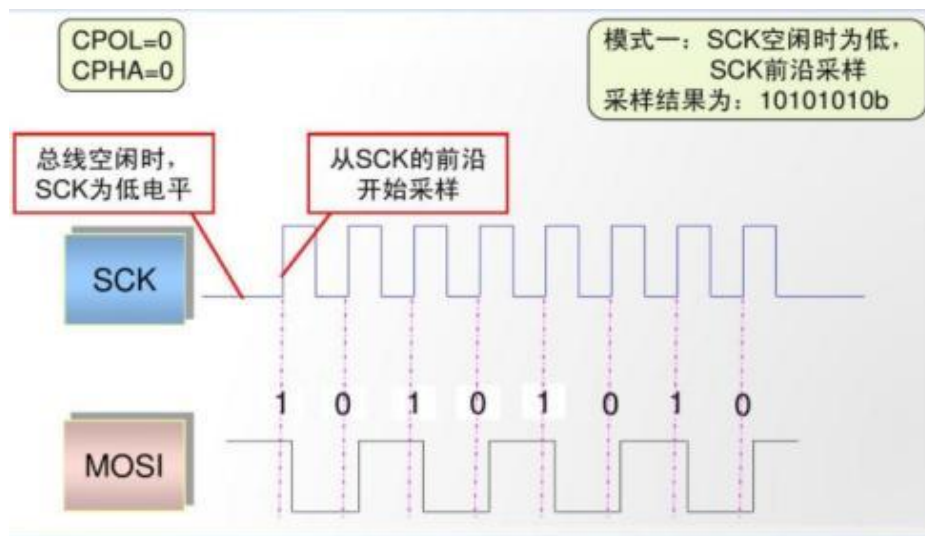 CPOL=0
CPHA=0
模式一：SCK空闲时为低，
SCK前沿采样
采样结果为：10101010b
总线空闲时，
SCK为低电平
从SCK的前沿
开始采样
SCK
1 0 1 0 1 0 1 0
MOSI